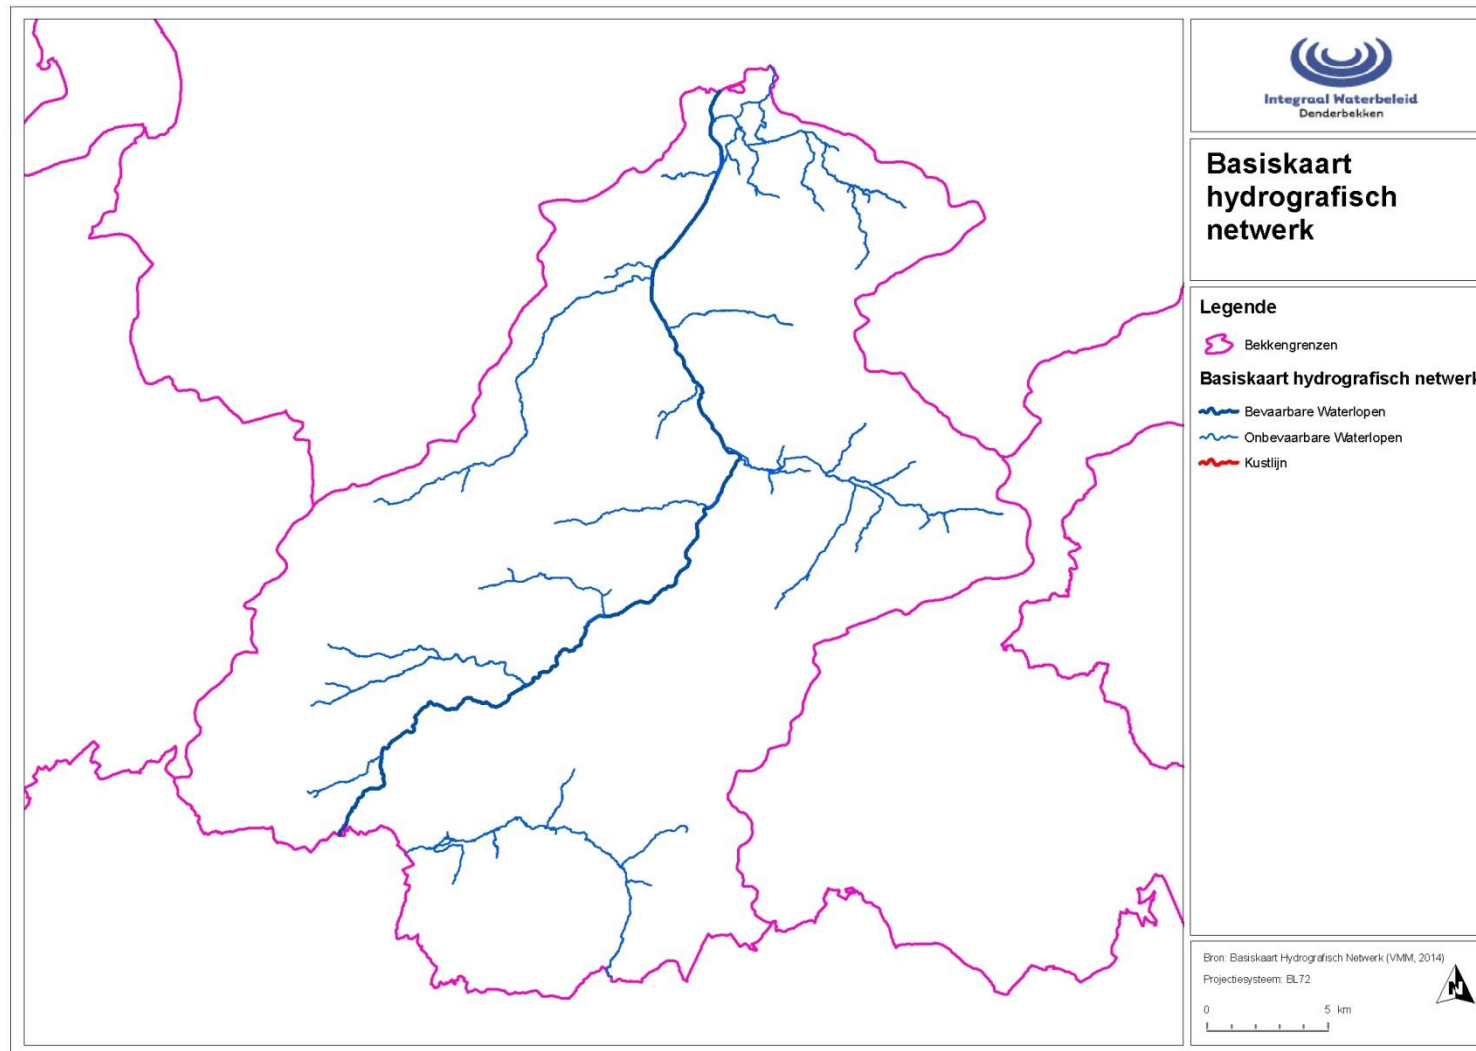 Integraal Waterbeleid
Denderbekken
Basiskaart
hydrografisch
netwerk
Legende
Bekkengrenzen
Basiskaart hydrografisch netwerk
Bevaarbare Waterlopen
Onbevaarbare Waterlopen
Kustlijn
Bron: Basiskaart Hydrografisch Netwerk (VMM, 2014)
Projectiesysteem: BL72
N
0 5 km